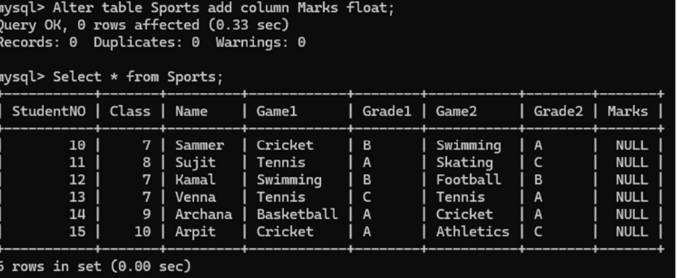 mysql> Alter table Sports add column Marks float;
Query OK, 0 rows affected (0.33 sec)
Records: 0  Duplicates: 0  Warnings: 0
mysql> Select * from Sports;
+-----------+-------+---------+------------+--------+-----------+--------+-------+
| StudentNO | Class | Name    | Game1      | Grade1 | Game2     | Grade2 | Marks |
+-----------+-------+---------+------------+--------+-----------+--------+-------+
|        10 |     7 | Sammer  | Cricket    | B      | Swimming  | A      |  NULL |
|        11 |     8 | Sujit   | Tennis     | A      | Skating   | C      |  NULL |
|        12 |     7 | Kamal   | Swimming   | B      | Football  | B      |  NULL |
|        13 |     7 | Venna   | Tennis     | C      | Tennis    | A      |  NULL |
|        14 |     9 | Archana | Basketball | A      | Cricket   | A      |  NULL |
|        15 |    10 | Arpit   | Cricket    | A      | Athletics | C      |  NULL |
+-----------+-------+---------+------------+--------+-----------+--------+-------+
6 rows in set (0.00 sec)